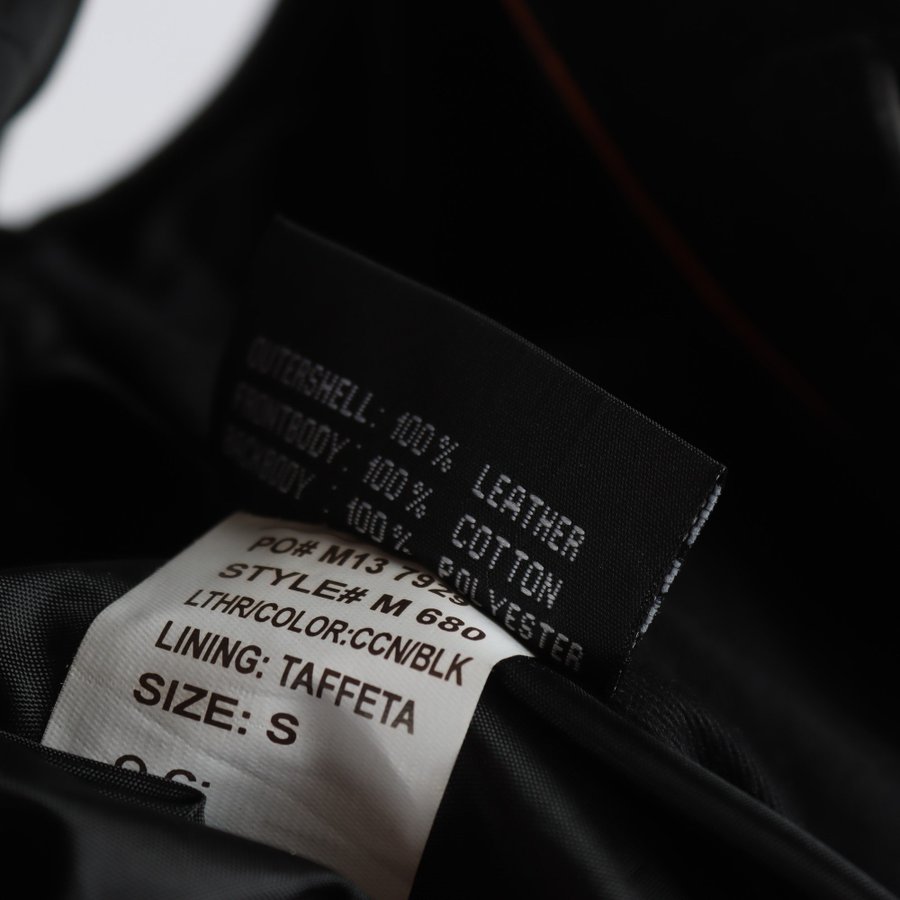 OUTERSHELL: 100% LEATHER
FRONTBODY: 100% COTTON
BACKBODY : 100% POLYESTER
PO# M13 7929
STYLE# M 680
LTHR/COLOR:CCN/BLK
LINING: TAFFETA
SIZE: S